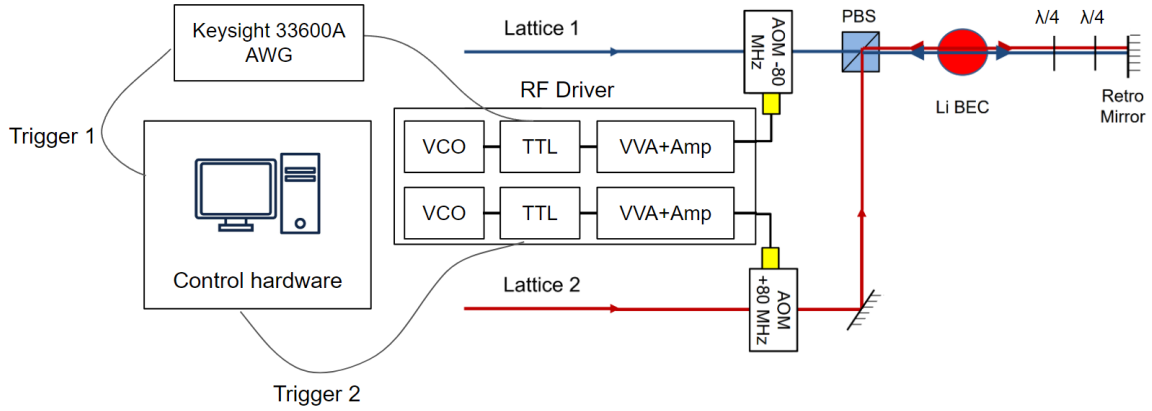 Keysight 33600A
AWG
Trigger 1
Control hardware
Trigger 2
RF Driver
VCO
TTL
VVA+Amp
VCO
TTL
VVA+Amp
Lattice 1
AOM -80
MHz
Lattice 2
AOM
+80 MHz
PBS
Li BEC
λ/4
λ/4
Retro
Mirror